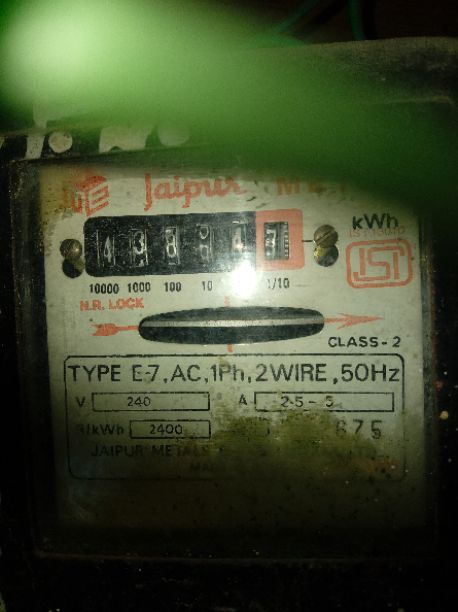 Jaipur
kWh
ISI
10000 1000 100 10 1/10
N.R. LOCK
CLASS-2
TYPE E-7, AC, 1Ph, 2WIRE, 50Hz
V 240 A 2.5-5
R/kWh 2400 675
JAIPUR METALS